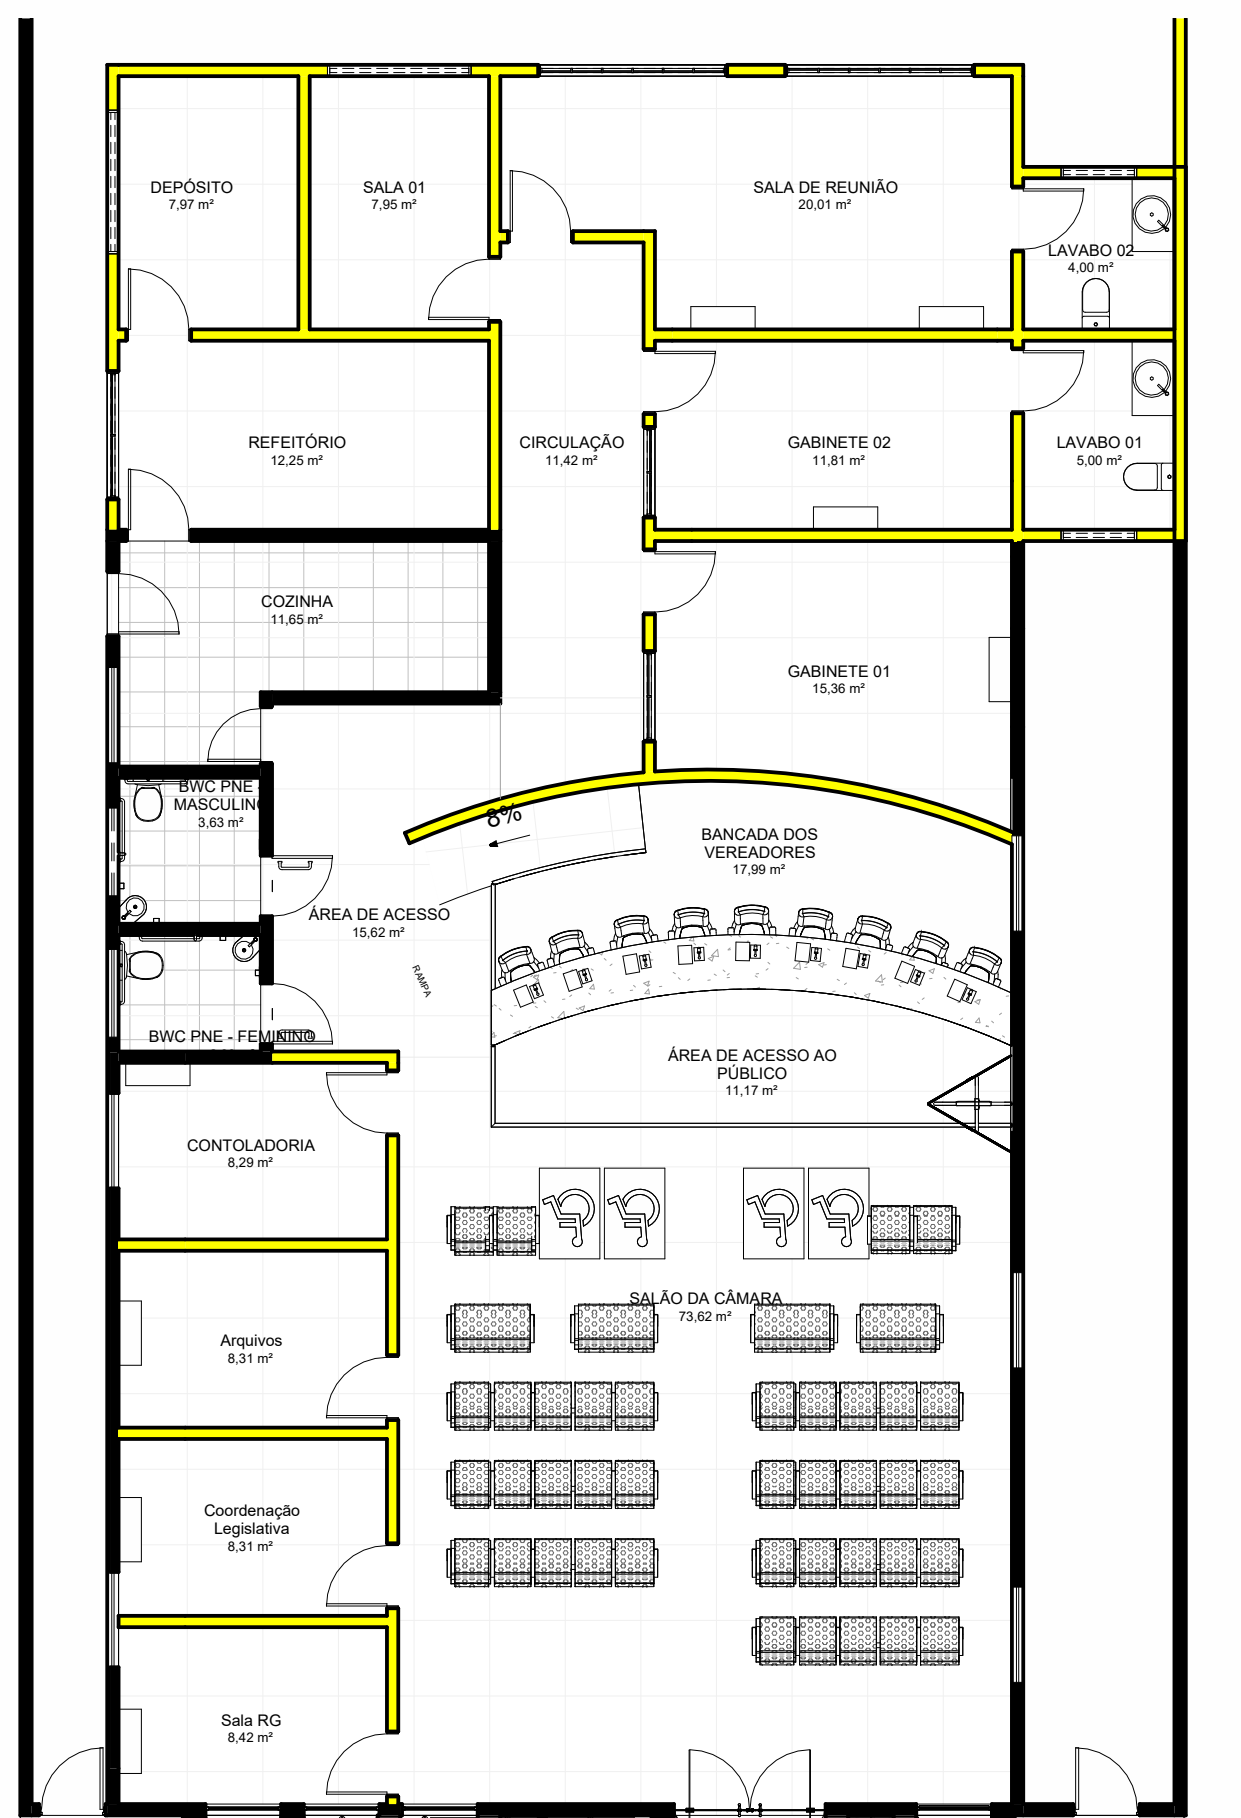 DEPÓSITO
7,97 m²
SALA 01
7,95 m²
SALA DE REUNIÃO
20,01 m²
LAVABO 02
4,00 m²
REFEITÓRIO
12,25 m²
CIRCULAÇÃO
11,42 m²
GABINETE 02
11,81 m²
LAVABO 01
5,00 m²
COZINHA
11,65 m²
GABINETE 01
15,36 m²
BWC PNE -
MASCULINO
3,63 m²
8%
BANCADA DOS
VEREADORES
17,99 m²
ÁREA DE ACESSO
15,62 m²
RAMPA
BWC PNE - FEMININO
ÁREA DE ACESSO AO
PÚBLICO
11,17 m²
CONTOLADORIA
8,29 m²
SALÃO DA CÂMARA
73,62 m²
Arquivos
8,31 m²
Coordenação
Legislativa
8,31 m²
Sala RG
8,42 m²